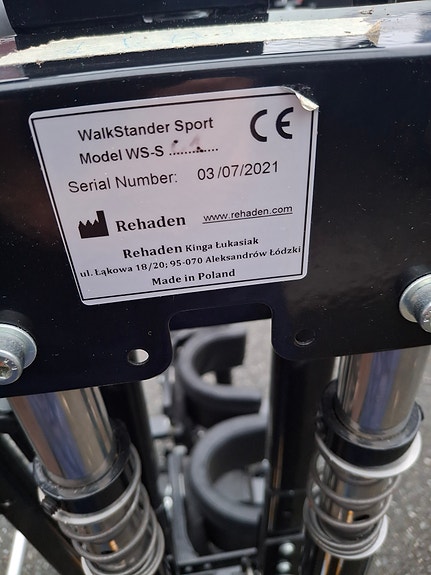 WalkStander Sport
CE
Model WS-S ............
Serial Number: 03/07/2021
Rehaden www.rehaden.com
Rehaden Kinga Łukasiak
ul. Łąkowa 18/20; 95-070 Aleksandrów Łódzki
Made in Poland